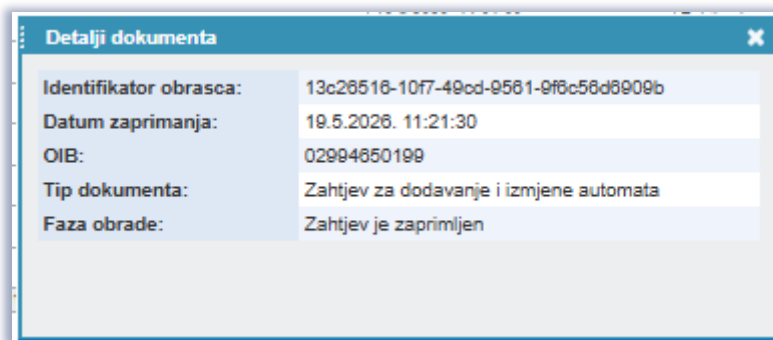 Detalji dokumenta
Identifikator obrasca: 13c26516-10f7-49cd-9561-9f6c56d6909b
Datum zaprimanja: 19.5.2026. 11:21:30
OIB: 02994650199
Tip dokumenta: Zahtjev za dodavanje i izmjene automata
Faza obrade: Zahtjev je zaprimljen